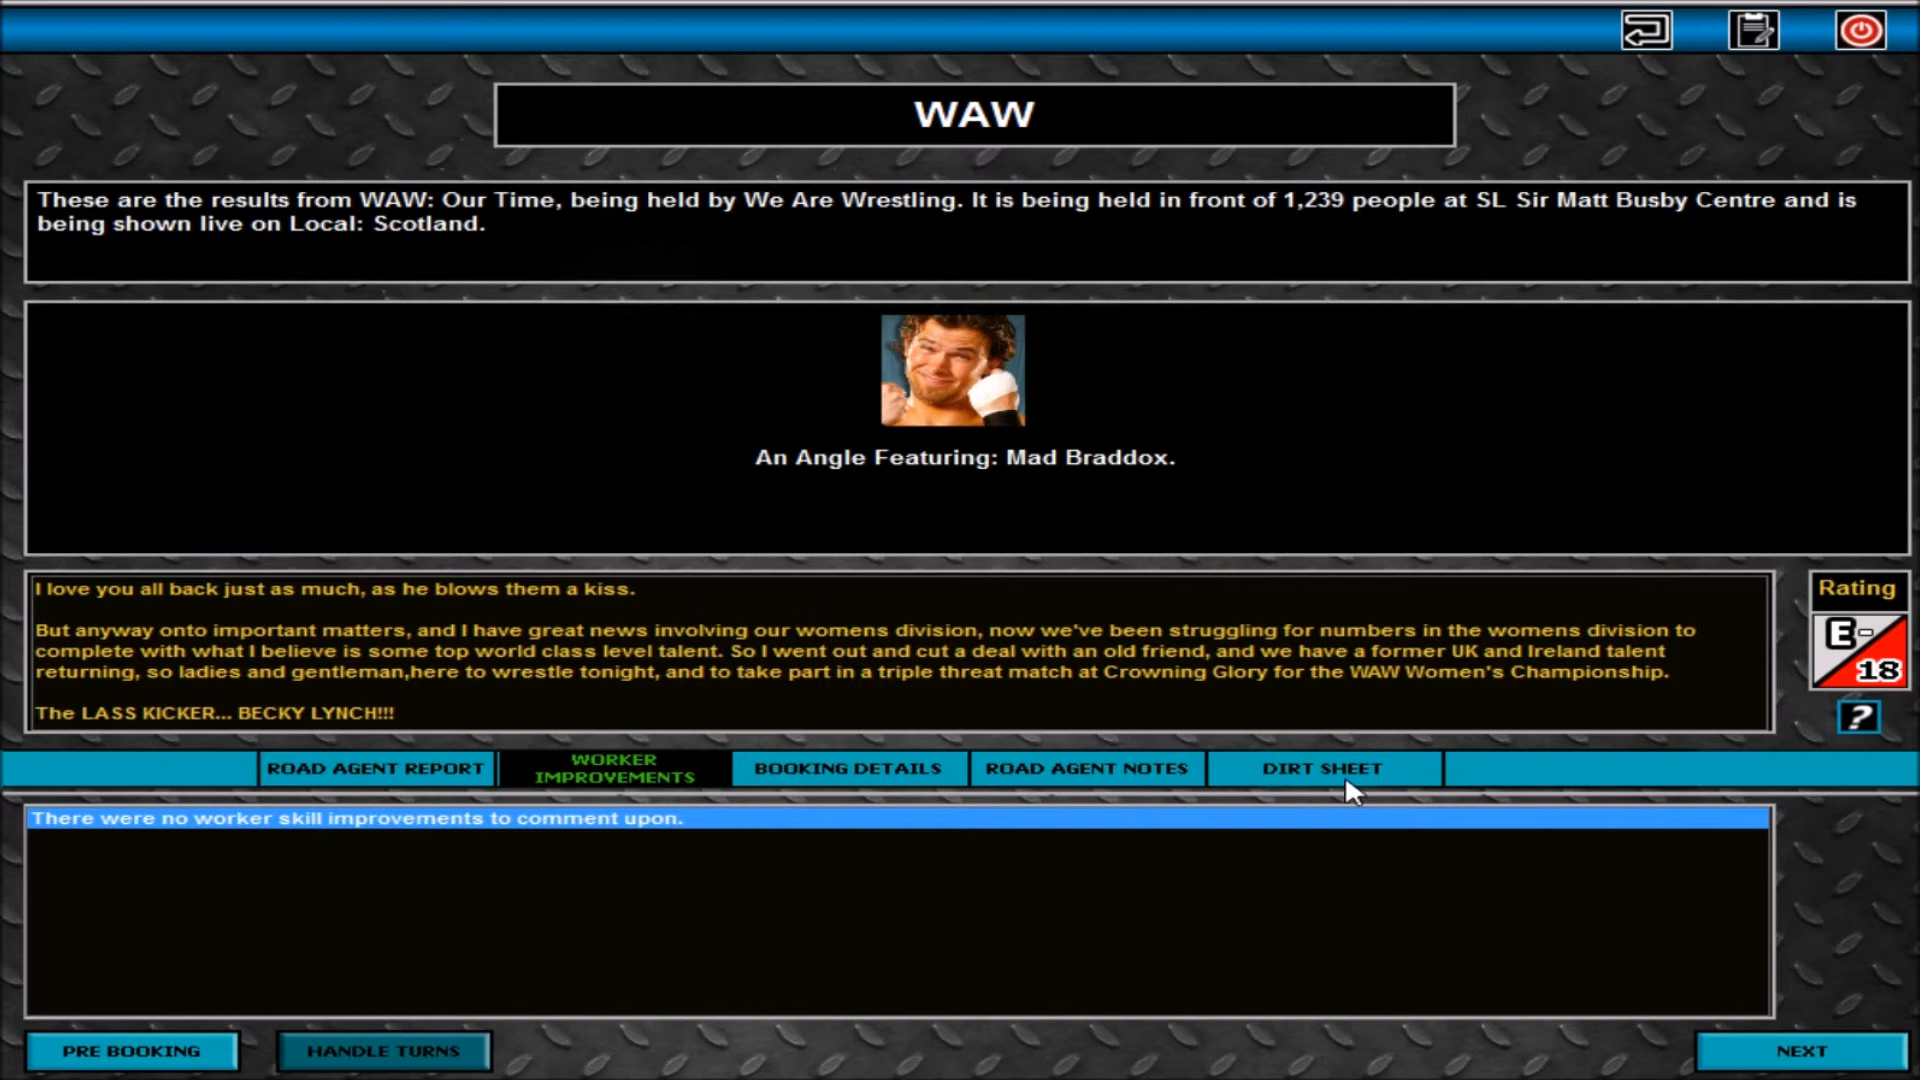 WAW
These are the results from WAW: Our Time, being held by We Are Wrestling. It is being held in front of 1,239 people at SL Sir Matt Busby Centre and is
being shown live on Local: Scotland.
An Angle Featuring: Mad Braddox.
I love you all back just as much, as he blows them a kiss.
But anyway onto important matters, and I have great news involving our womens division, now we've been struggling for numbers in the womens division to
complete with what I believe is some top world class level talent. So I went out and cut a deal with an old friend, and we have a former UK and Ireland talent
returning, so ladies and gentleman,here to wrestle tonight, and to take part in a triple threat match at Crowning Glory for the WAW Women's Championship.
The LASS KICKER... BECKY LYNCH!!!
Rating
E-
18
?
ROAD AGENT REPORT
WORKER
IMPROVEMENTS
BOOKING DETAILS
ROAD AGENT NOTES
DIRT SHEET
There were no worker skill improvements to comment upon.
PRE BOOKING
HANDLE TURNS
NEXT